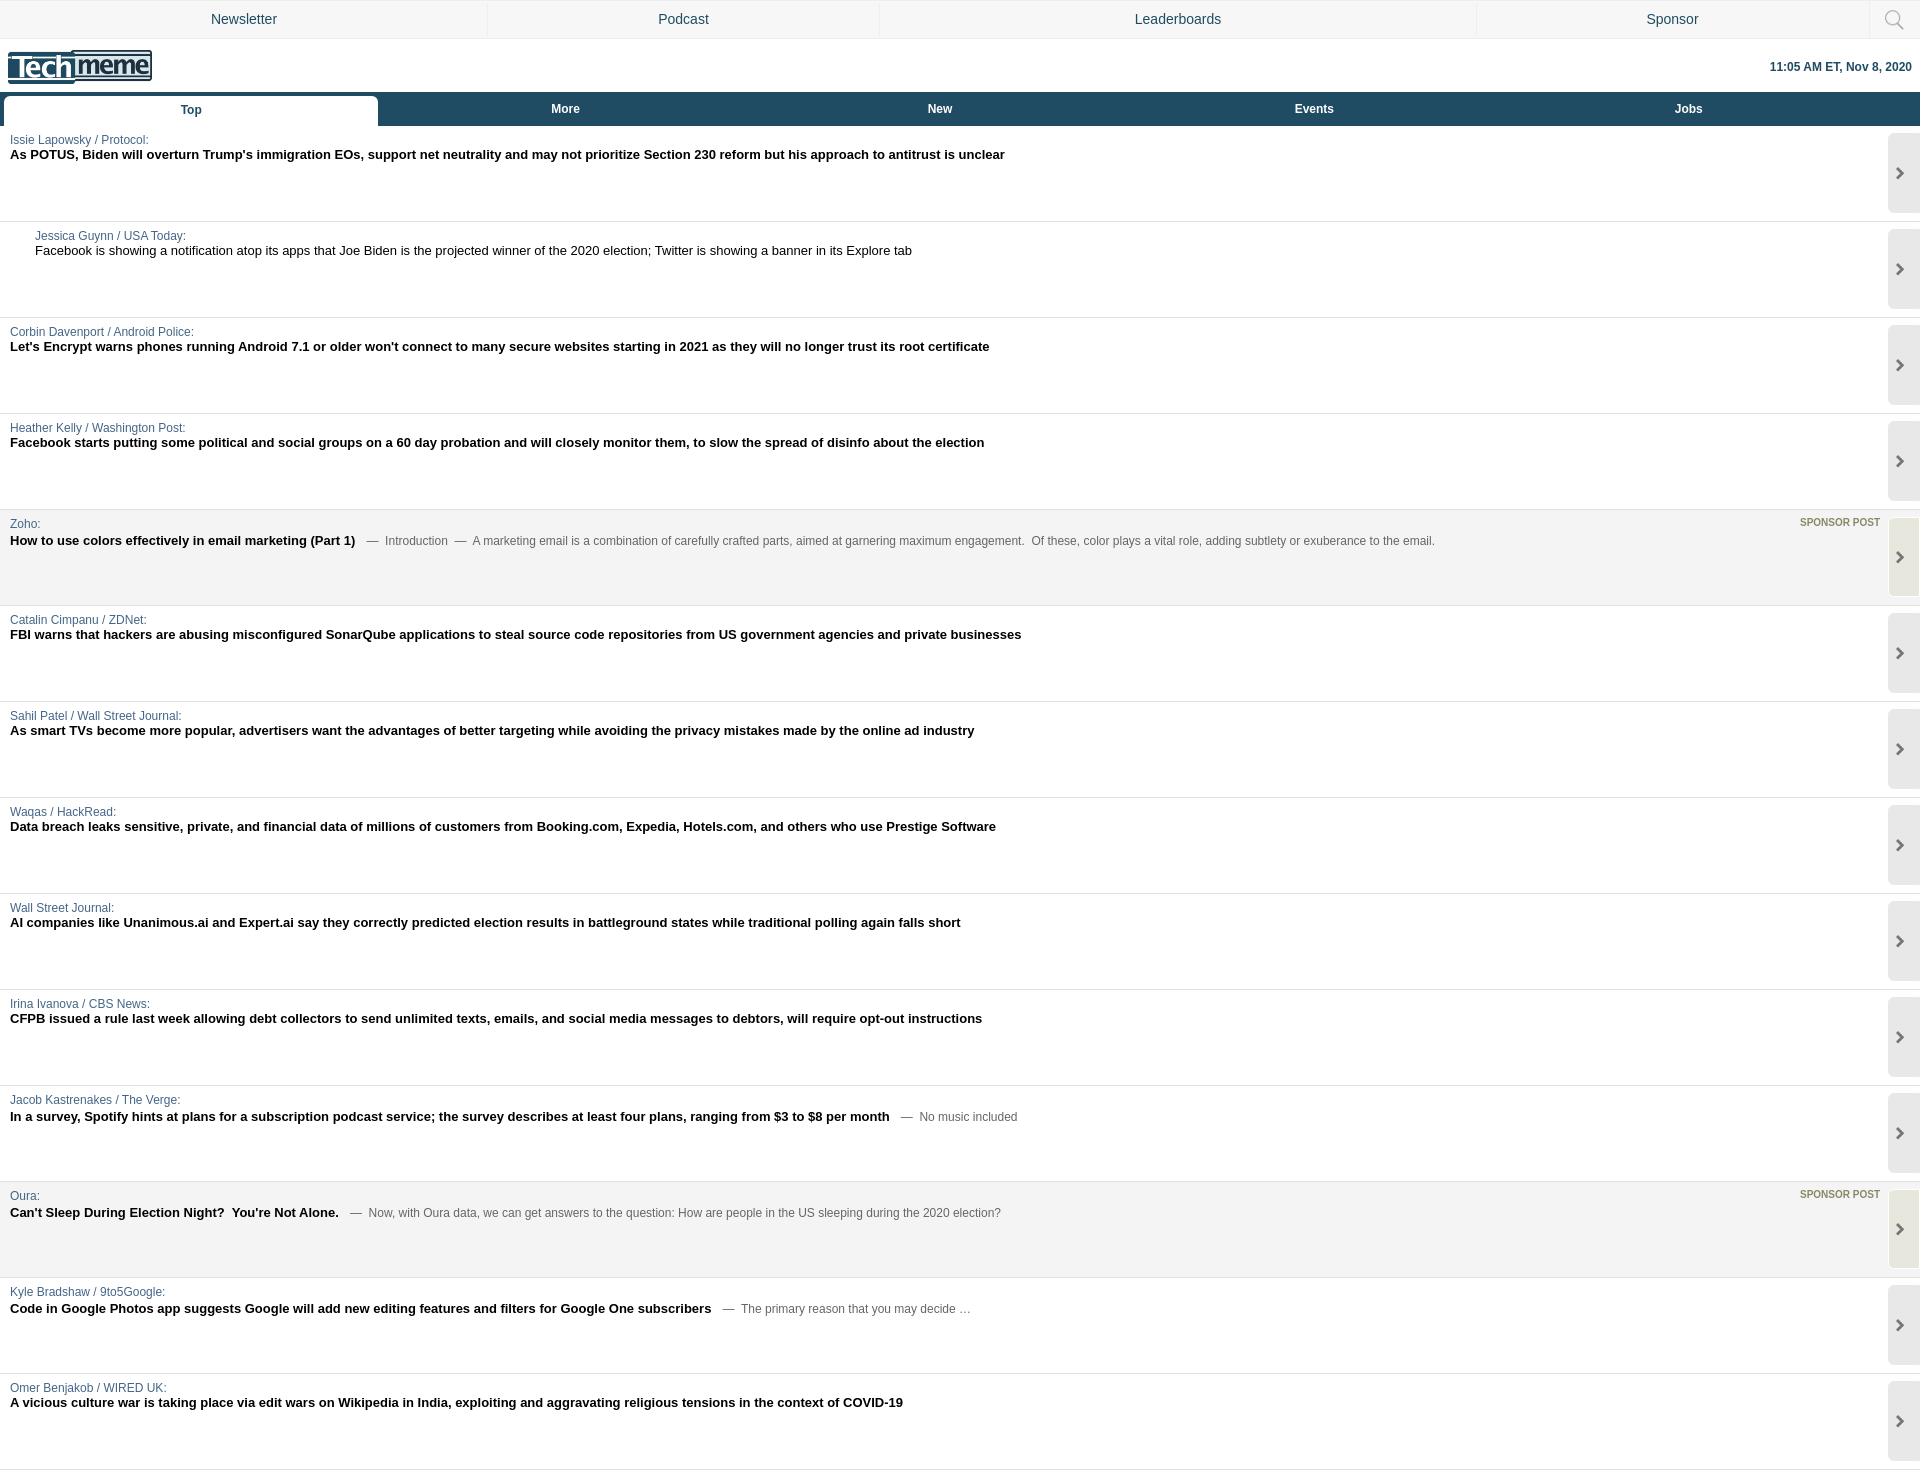 Newsletter
Podcast
Leaderboards
Sponsor
Techmeme
11:05 AM ET, Nov 8, 2020
Top
More
New
Events
Jobs
Issie Lapowsky / Protocol:
As POTUS, Biden will overturn Trump's immigration EOs, support net neutrality and may not prioritize Section 230 reform but his approach to antitrust is unclear
Jessica Guynn / USA Today:
Facebook is showing a notification atop its apps that Joe Biden is the projected winner of the 2020 election; Twitter is showing a banner in its Explore tab
Corbin Davenport / Android Police:
Let's Encrypt warns phones running Android 7.1 or older won't connect to many secure websites starting in 2021 as they will no longer trust its root certificate
Heather Kelly / Washington Post:
Facebook starts putting some political and social groups on a 60 day probation and will closely monitor them, to slow the spread of disinfo about the election
Zoho:
SPONSOR POST
How to use colors effectively in email marketing (Part 1) — Introduction — A marketing email is a combination of carefully crafted parts, aimed at garnering maximum engagement. Of these, color plays a vital role, adding subtlety or exuberance to the email.
Catalin Cimpanu / ZDNet:
FBI warns that hackers are abusing misconfigured SonarQube applications to steal source code repositories from US government agencies and private businesses
Sahil Patel / Wall Street Journal:
As smart TVs become more popular, advertisers want the advantages of better targeting while avoiding the privacy mistakes made by the online ad industry
Waqas / HackRead:
Data breach leaks sensitive, private, and financial data of millions of customers from Booking.com, Expedia, Hotels.com, and others who use Prestige Software
Wall Street Journal:
AI companies like Unanimous.ai and Expert.ai say they correctly predicted election results in battleground states while traditional polling again falls short
Irina Ivanova / CBS News:
CFPB issued a rule last week allowing debt collectors to send unlimited texts, emails, and social media messages to debtors, will require opt-out instructions
Jacob Kastrenakes / The Verge:
In a survey, Spotify hints at plans for a subscription podcast service; the survey describes at least four plans, ranging from $3 to $8 per month — No music included
Oura:
SPONSOR POST
Can't Sleep During Election Night? You're Not Alone. — Now, with Oura data, we can get answers to the question: How are people in the US sleeping during the 2020 election?
Kyle Bradshaw / 9to5Google:
Code in Google Photos app suggests Google will add new editing features and filters for Google One subscribers — The primary reason that you may decide …
Omer Benjakob / WIRED UK:
A vicious culture war is taking place via edit wars on Wikipedia in India, exploiting and aggravating religious tensions in the context of COVID-19